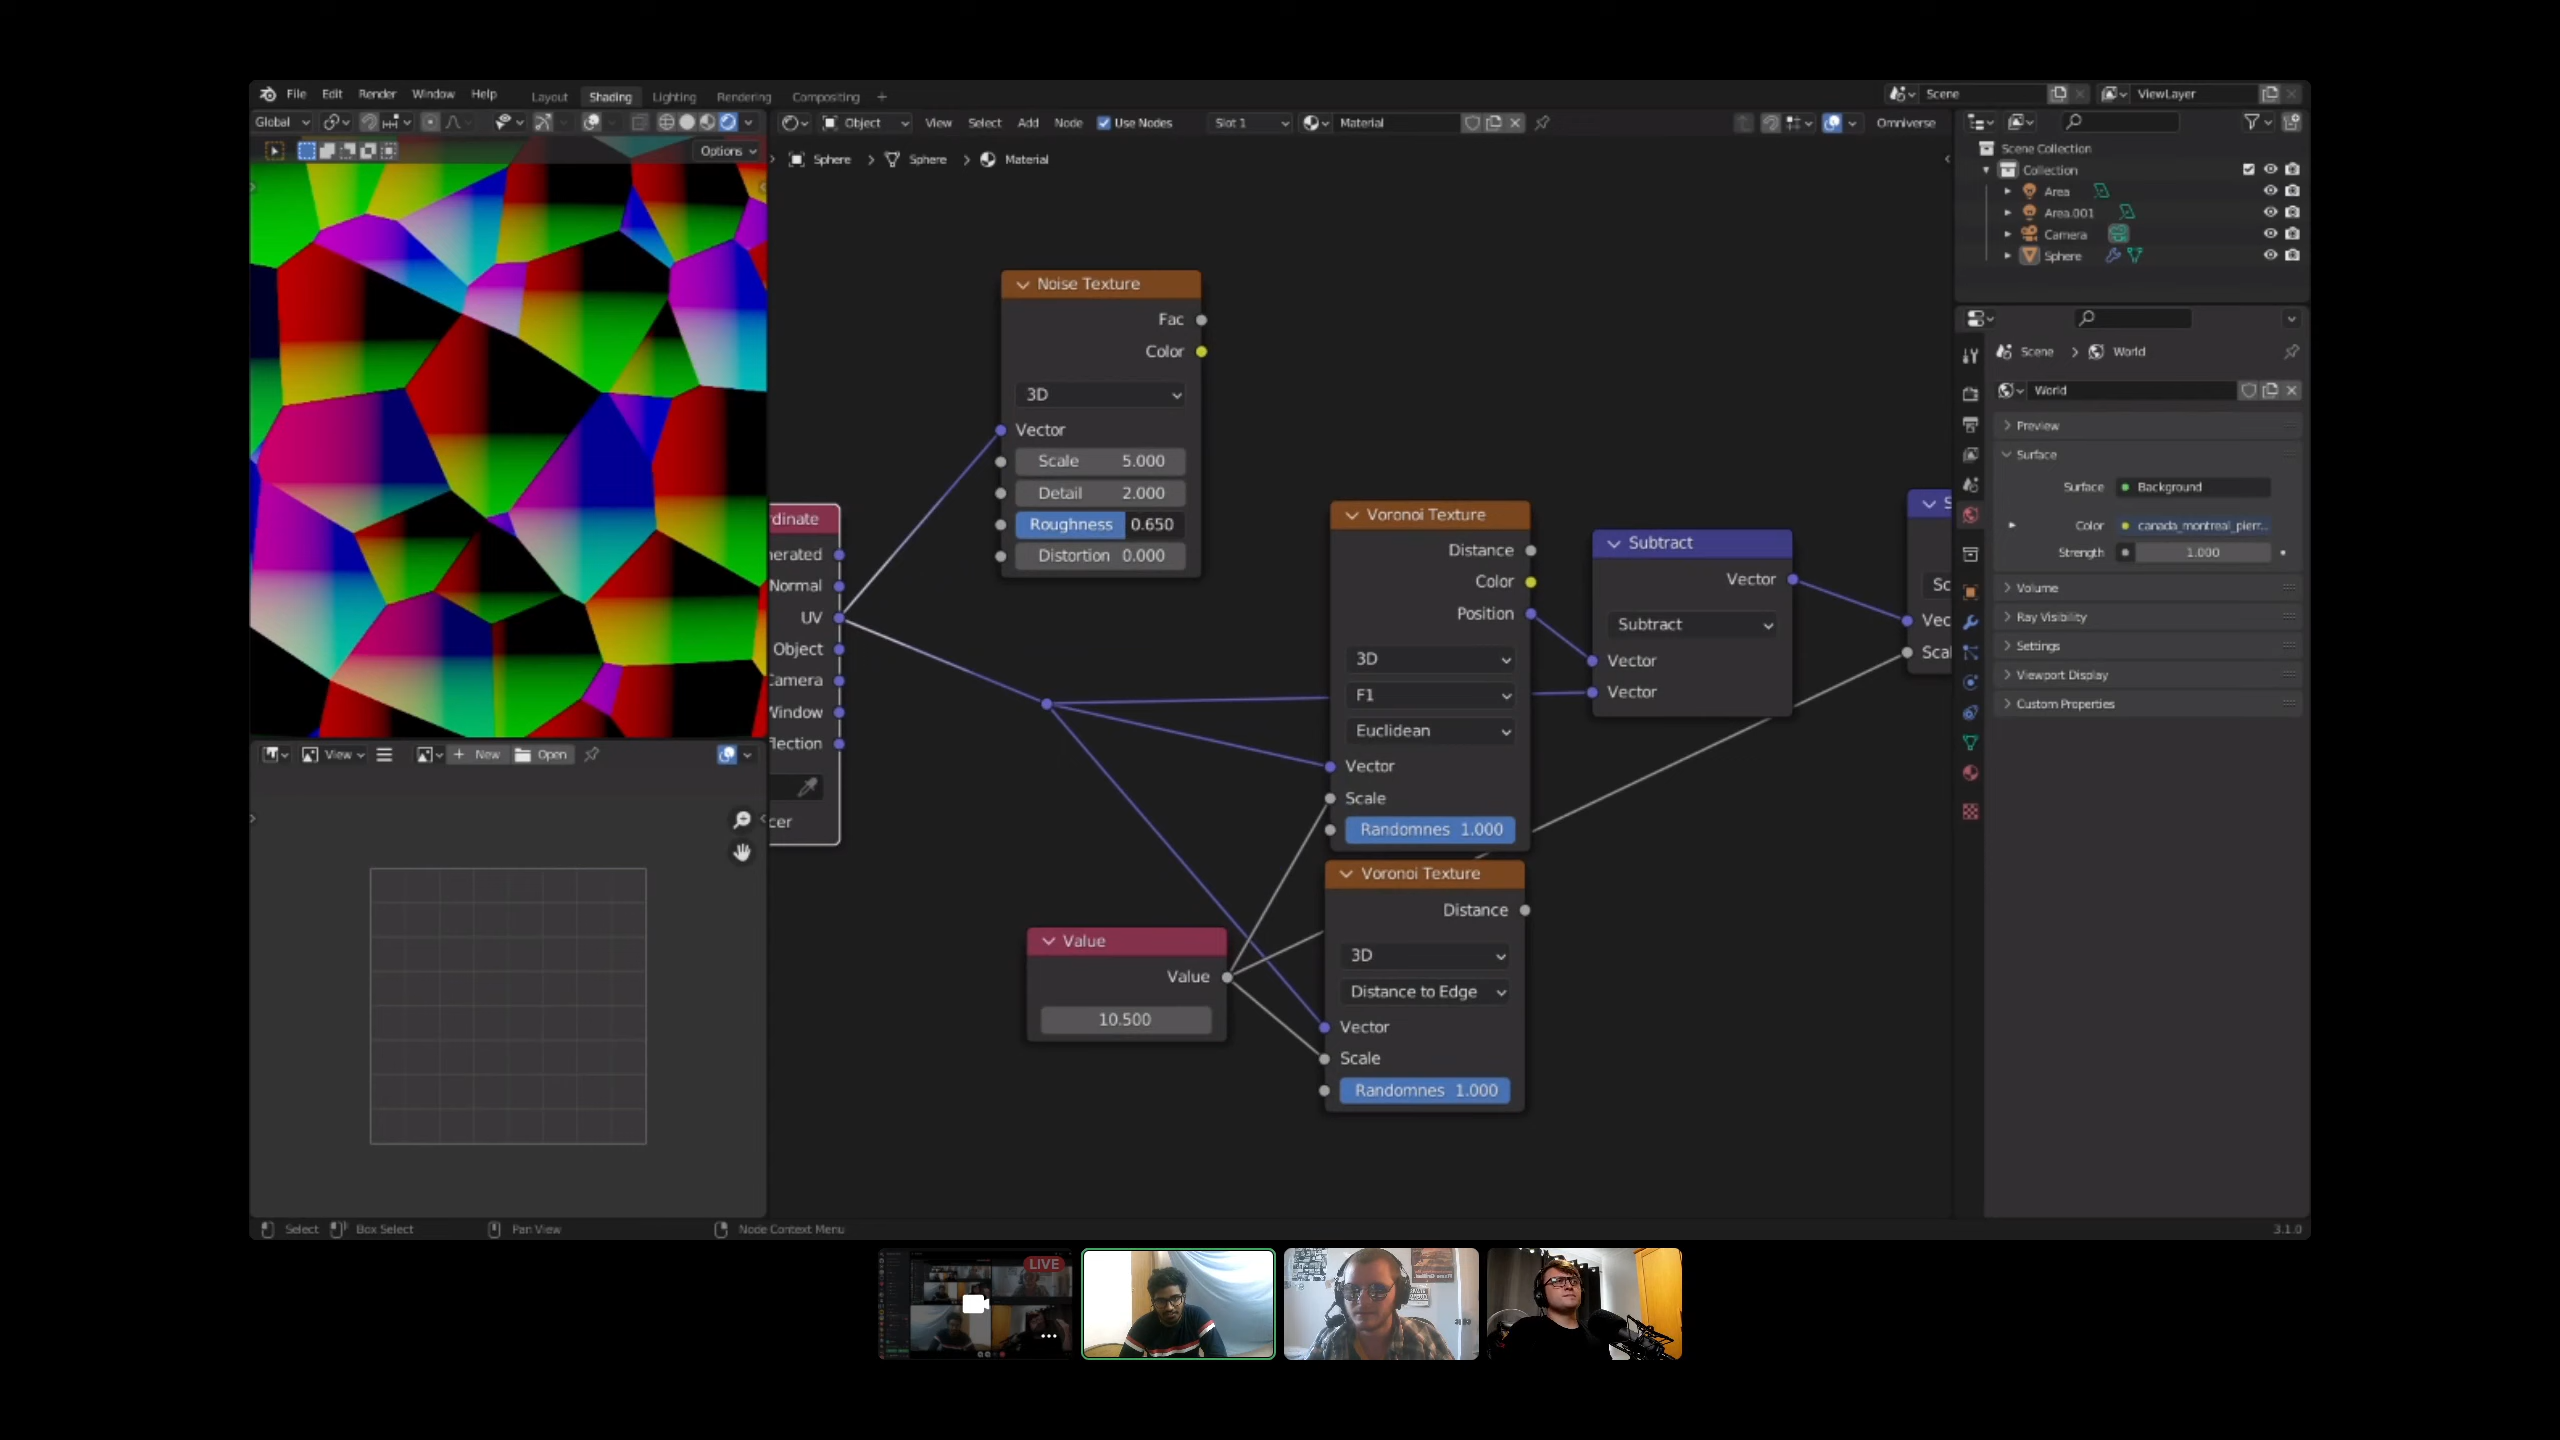 File Edit Render Window Help Layout Shading Lighting Rendering Compositing + Scene ViewLayer
Global Object View Select Add Node Use Nodes Slot 1 Material Omniverse
Options
Sphere > Sphere > Material
Scene Collection
Collection
Area
Area.001
Camera
Sphere
Scene > World
World
Preview
Surface
Surface Background
Color canada_montreal_pierr...
Strength 1.000
Volume
Ray Visibility
Settings
Viewport Display
Custom Properties
Noise Texture
Fac
Color
3D
Vector
Scale 5.000
Detail 2.000
Roughness 0.650
Distortion 0.000
rdinate
nerated
Normal
UV
Object
Camera
Window
flection
cer
Voronoi Texture
Distance
Color
Position
3D
F1
Euclidean
Vector
Scale
Randomnes 1.000
Subtract
Vector
Subtract
Vector
Vector
S
Sc
Vec
Scal
Value
Value
10.500
Voronoi Texture
Distance
3D
Distance to Edge
Vector
Scale
Randomnes 1.000
View + New Open
Select Box Select Pan View Node Context Menu 3.1.0
LIVE